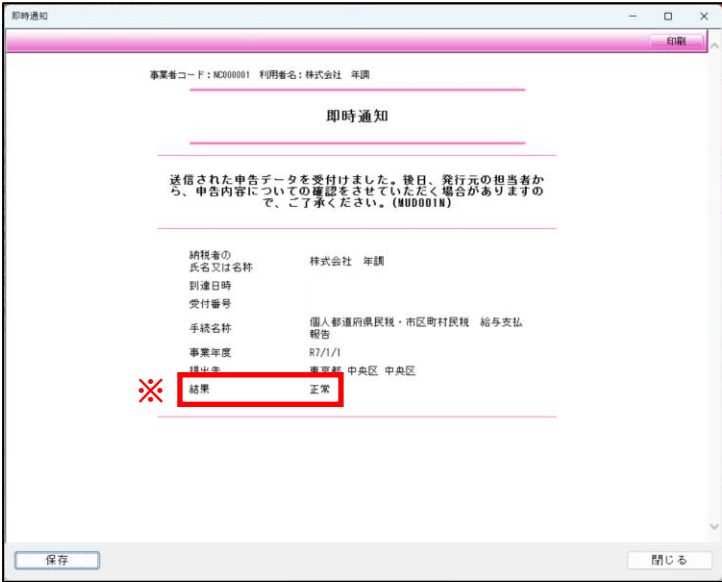 即時通知
印刷
事業者コード：NC000001 利用者名：株式会社 年調
即時通知
送信された申告データを受付けました。後日、発行元の担当者か
ら、申告内容についての確認をさせていただく場合がありますの
で、ご了承ください。(MUD001N)
納税者の
氏名又は名称 株式会社 年調
到達日時
受付番号
手続名称 個人都道府県民税・市区町村民税 給与支払
報告
事業年度 R7/1/1
提出先 東京都 中央区 中央区
※ 結果 正常
保存 閉じる